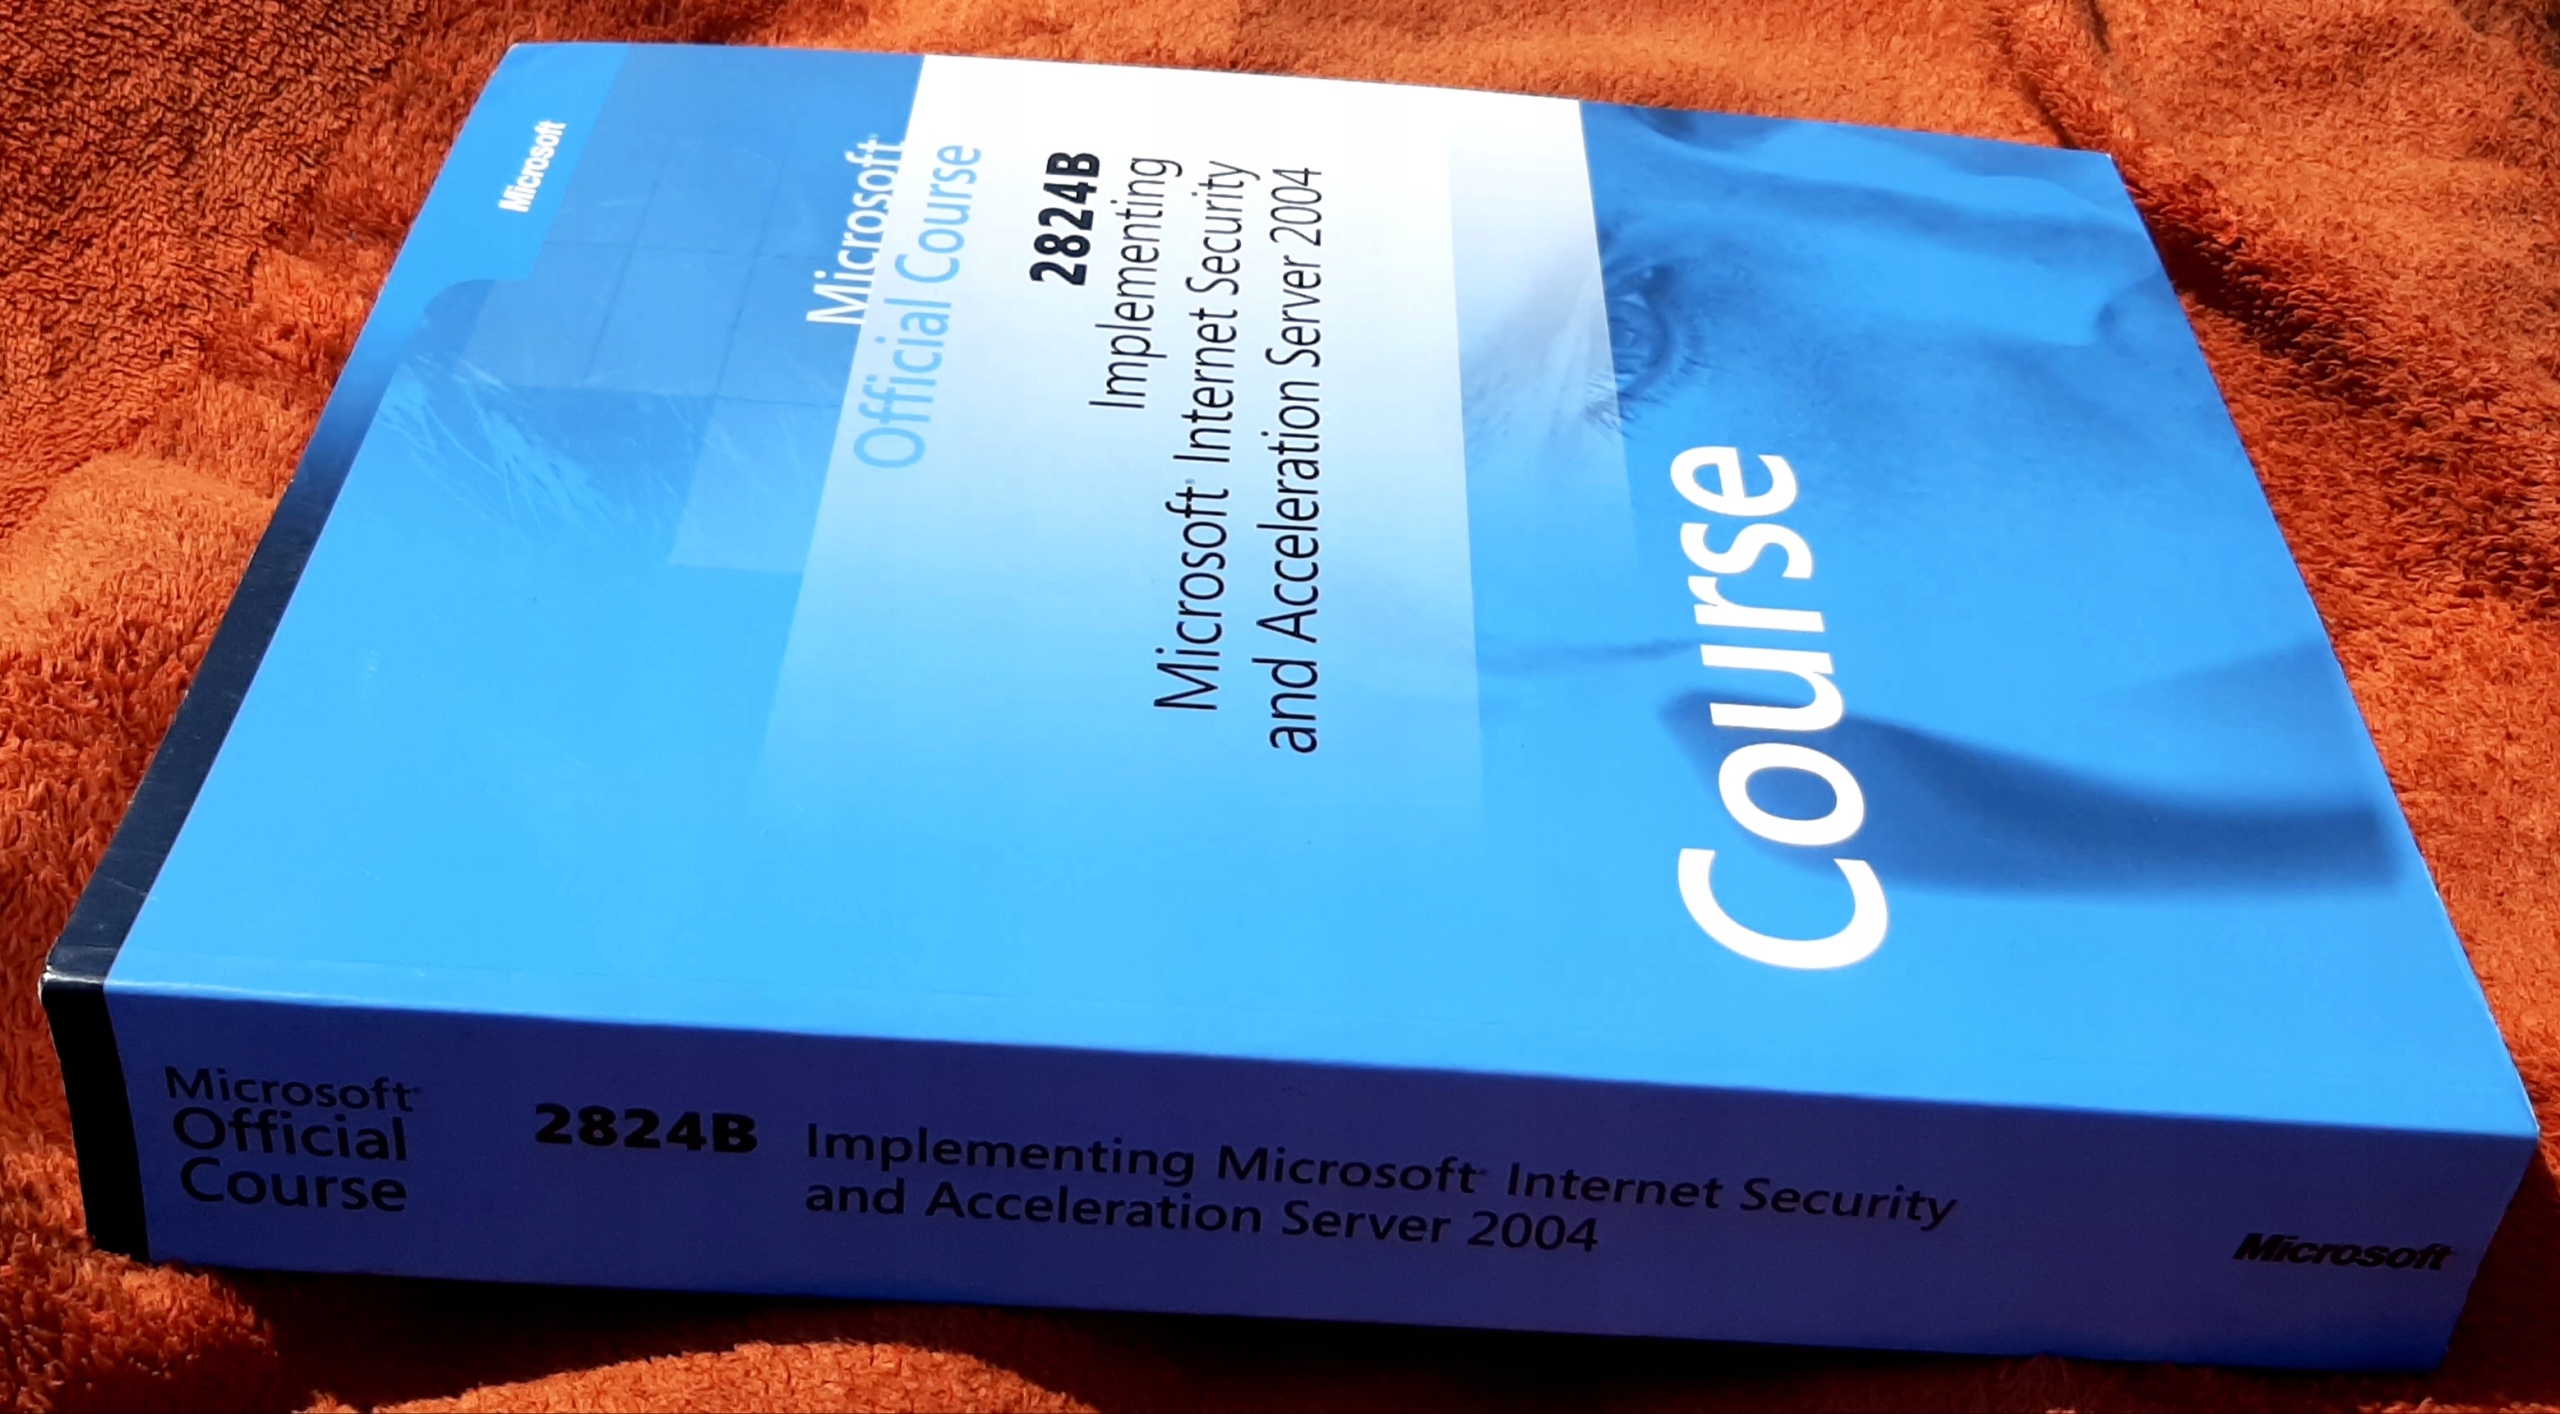 Microsoft
Microsoft
Official Course
2824B
Implementing
Microsoft Internet Security
and Acceleration Server 2004
Course
Microsoft
Official
Course
2824B
Implementing Microsoft Internet Security
and Acceleration Server 2004
Microsoft